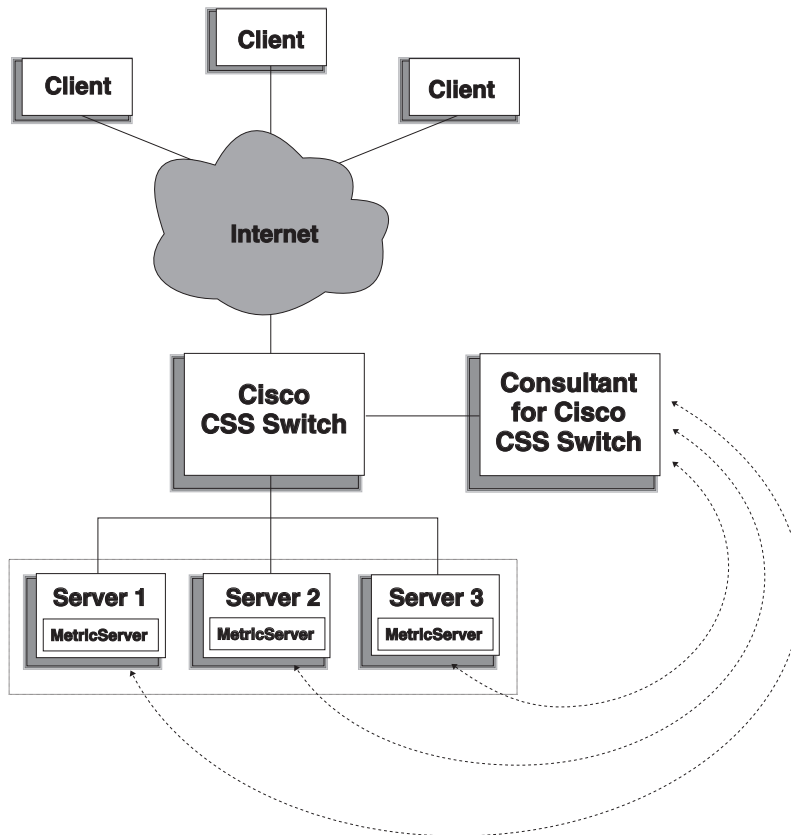 Client
Client
Client
Internet
Cisco
CSS Switch
Consultant
for Cisco
CSS Switch
Server 1
MetricServer
Server 2
MetricServer
Server 3
MetricServer